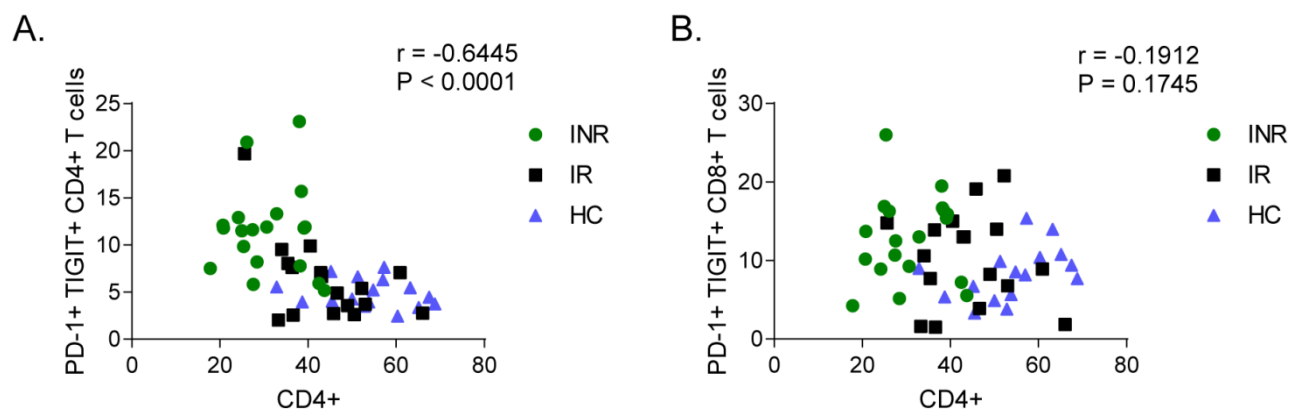 A.
r = -0.6445
P < 0.0001
PD-1+ TIGIT+ CD4+ T cells
25
20
15
10
5
0
0 20 40 60 80
CD4+
INR
IR
HC
B.
r = -0.1912
P = 0.1745
PD-1+ TIGIT+ CD8+ T cells
30
20
10
0
0 20 40 60 80
CD4+
INR
IR
HC